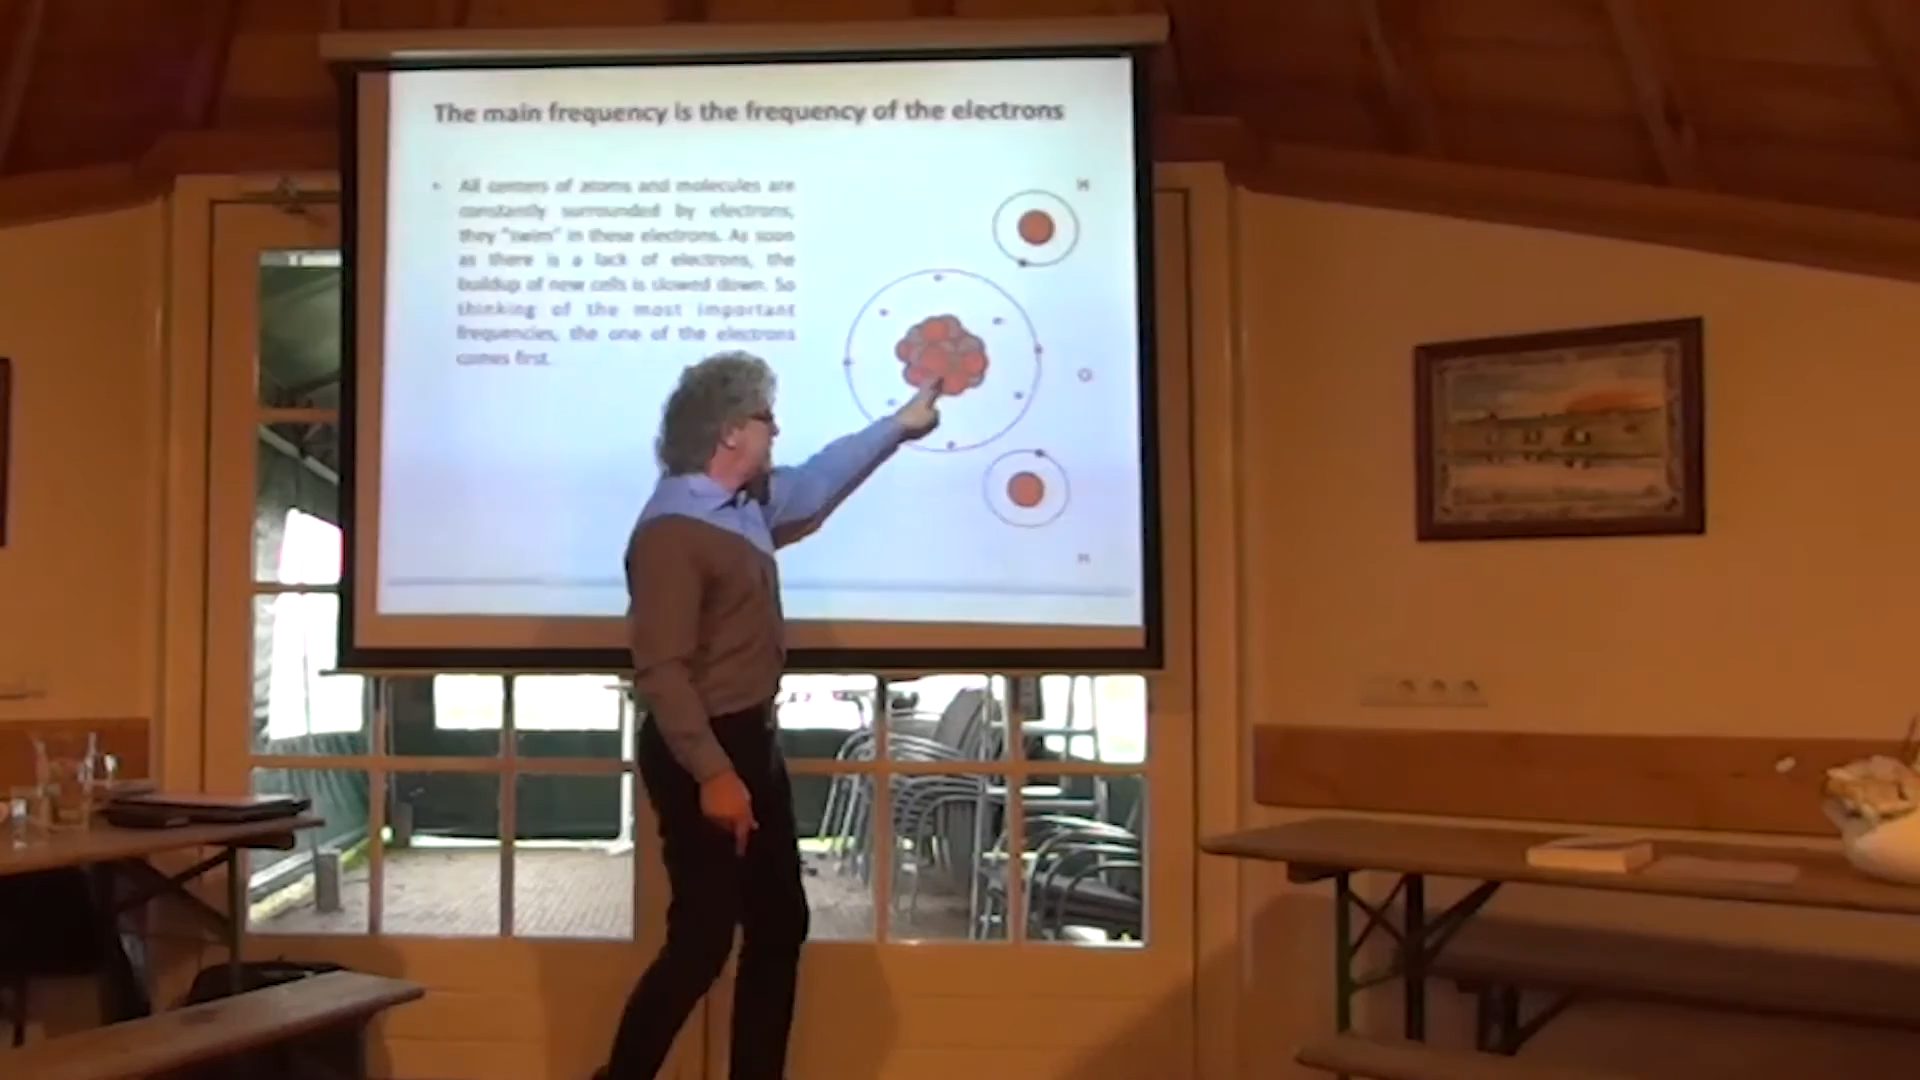 The main frequency is the frequency of the electrons
• All centers of atoms and molecules are
constantly surrounded by electrons,
they "swim" in these electrons. As soon
as there is a lack of electrons, the
buildup of new cells is slowed down. So
thinking of the most important
frequencies, the one of the electrons
comes first.
H
O
H